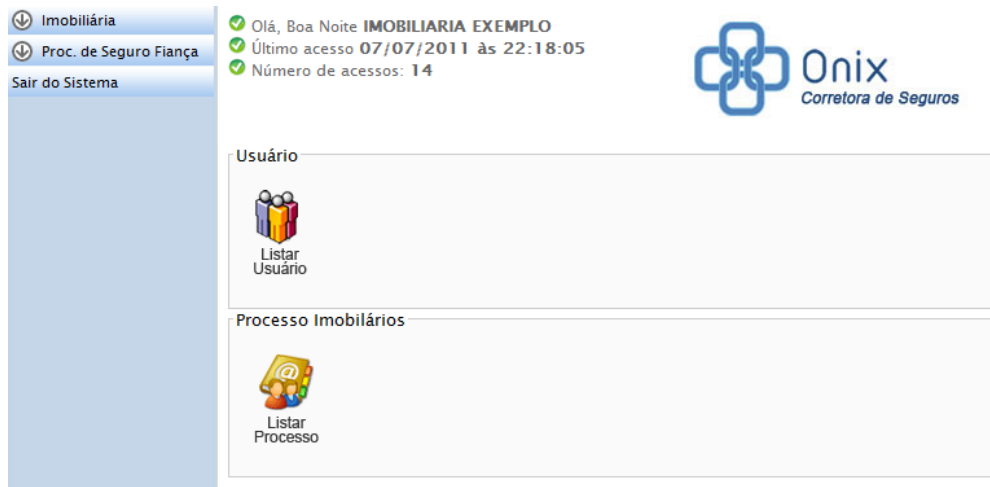 Imobiliária
Proc. de Seguro Fiança
Sair do Sistema
Olá, Boa Noite IMOBILIARIA EXEMPLO
Último acesso 07/07/2011 às 22:18:05
Número de acessos: 14
Onix
Corretora de Seguros
Usuário
Listar
Usuário
Processo Imobilários
@
Listar
Processo